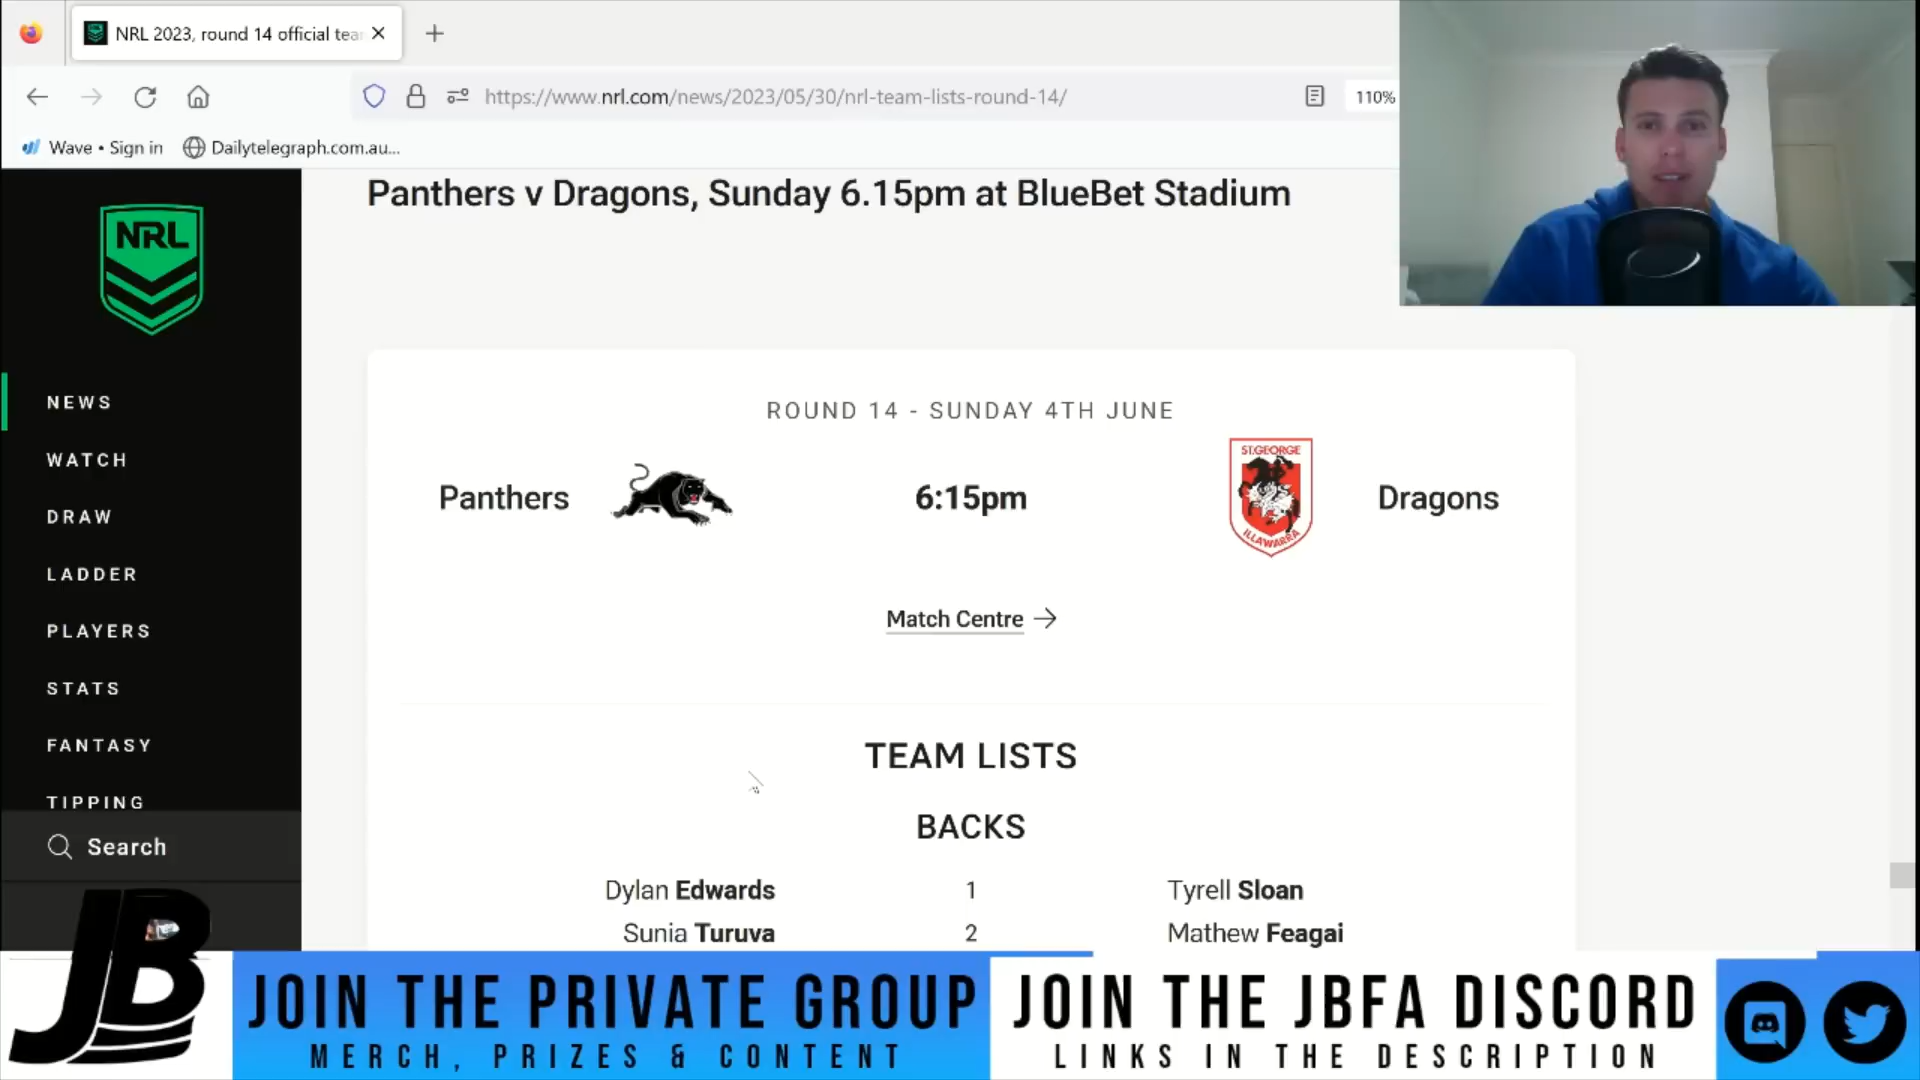 NRL 2023, round 14 official tea
https://www.nrl.com/news/2023/05/30/nrl-team-lists-round-14/
110%
Wave • Sign in
Dailytelegraph.com.au...
Panthers v Dragons, Sunday 6.15pm at BlueBet Stadium
NRL
NEWS
WATCH
DRAW
LADDER
PLAYERS
STATS
FANTASY
TIPPING
Search
ROUND 14 - SUNDAY 4TH JUNE
Panthers
6:15pm
ST.GEORGE
ILLAWARRA
Dragons
Match Centre
TEAM LISTS
BACKS
Dylan Edwards 1 Tyrell Sloan
Sunia Turuva 2 Mathew Feagai
JB
JOIN THE PRIVATE GROUP
MERCH, PRIZES & CONTENT
JOIN THE JBFA DISCORD
LINKS IN THE DESCRIPTION